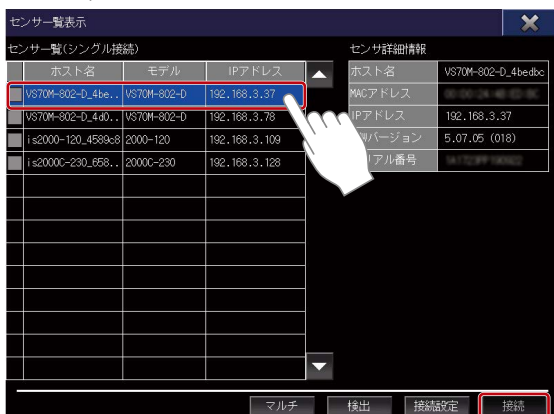 センサー覧表示
センサー覧(シングル接続) センサ詳細情報
ホスト名 モデル IPアドレス ホスト名 VS70M-802-D_4bedbc
VS70M-802-D_4be.. VS70M-802-D 192.168.3.37 MACアドレス
VS70M-802-D_4d0.. VS70M-802-D 192.168.3.78 IPアドレス 192.168.3.37
is2000-120_4589c8 2000-120 192.168.3.109 バージョン 5.07.05 (018)
is2000C-230_658.. 2000C-230 192.168.3.128 アル番号
マルチ 検出 接続設定 接続